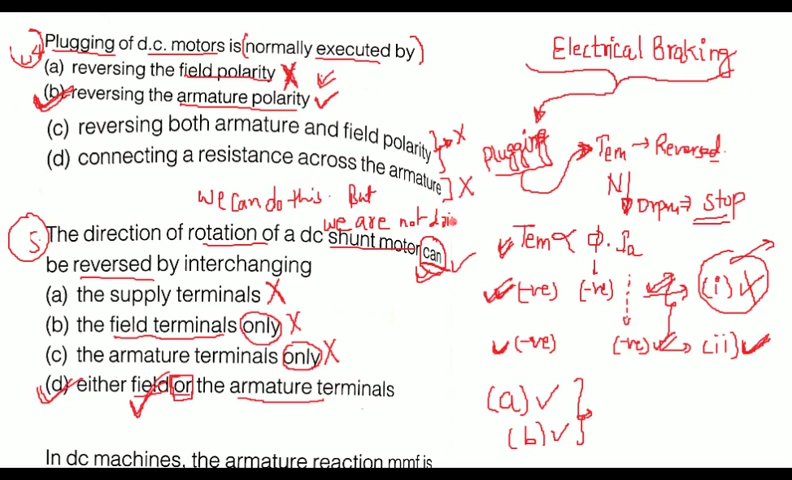 4 Plugging of d.c. motors is (normally executed by)
(a) reversing the field polarity X
(b) reversing the armature polarity ✓
(c) reversing both armature and field polarity X
(d) connecting a resistance across the armature X
we can do this. But
we are not
5. The direction of rotation of a dc shunt motor can
be reversed by interchanging
(a) the supply terminals X
(b) the field terminals only X
(c) the armature terminals only X
(d) either field or the armature terminals
In dc machines, the armature reaction mmf is
Electrical Braking
Plugging
Tem → Reversed
N
0rpm ⇒ Stop
Tem ∝ Φ. Ia
(-ve) (-ve) (i) X
(-ve) (-ve) (ii) ✓
(a) ✓
(b) ✓